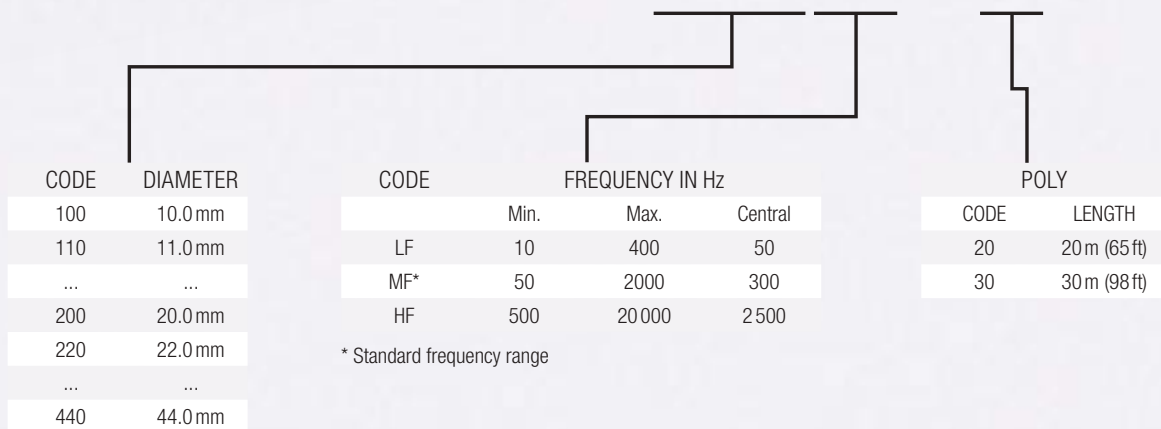 CODE DIAMETER
100 10.0 mm
110 11.0 mm
... ...
200 20.0 mm
220 22.0 mm
... ...
440 44.0 mm
CODE FREQUENCY IN Hz
Min. Max. Central
LF 10 400 50
MF* 50 2000 300
HF 500 20 000 2 500
* Standard frequency range
POLY
CODE LENGTH
20 20 m (65 ft)
30 30 m (98 ft)